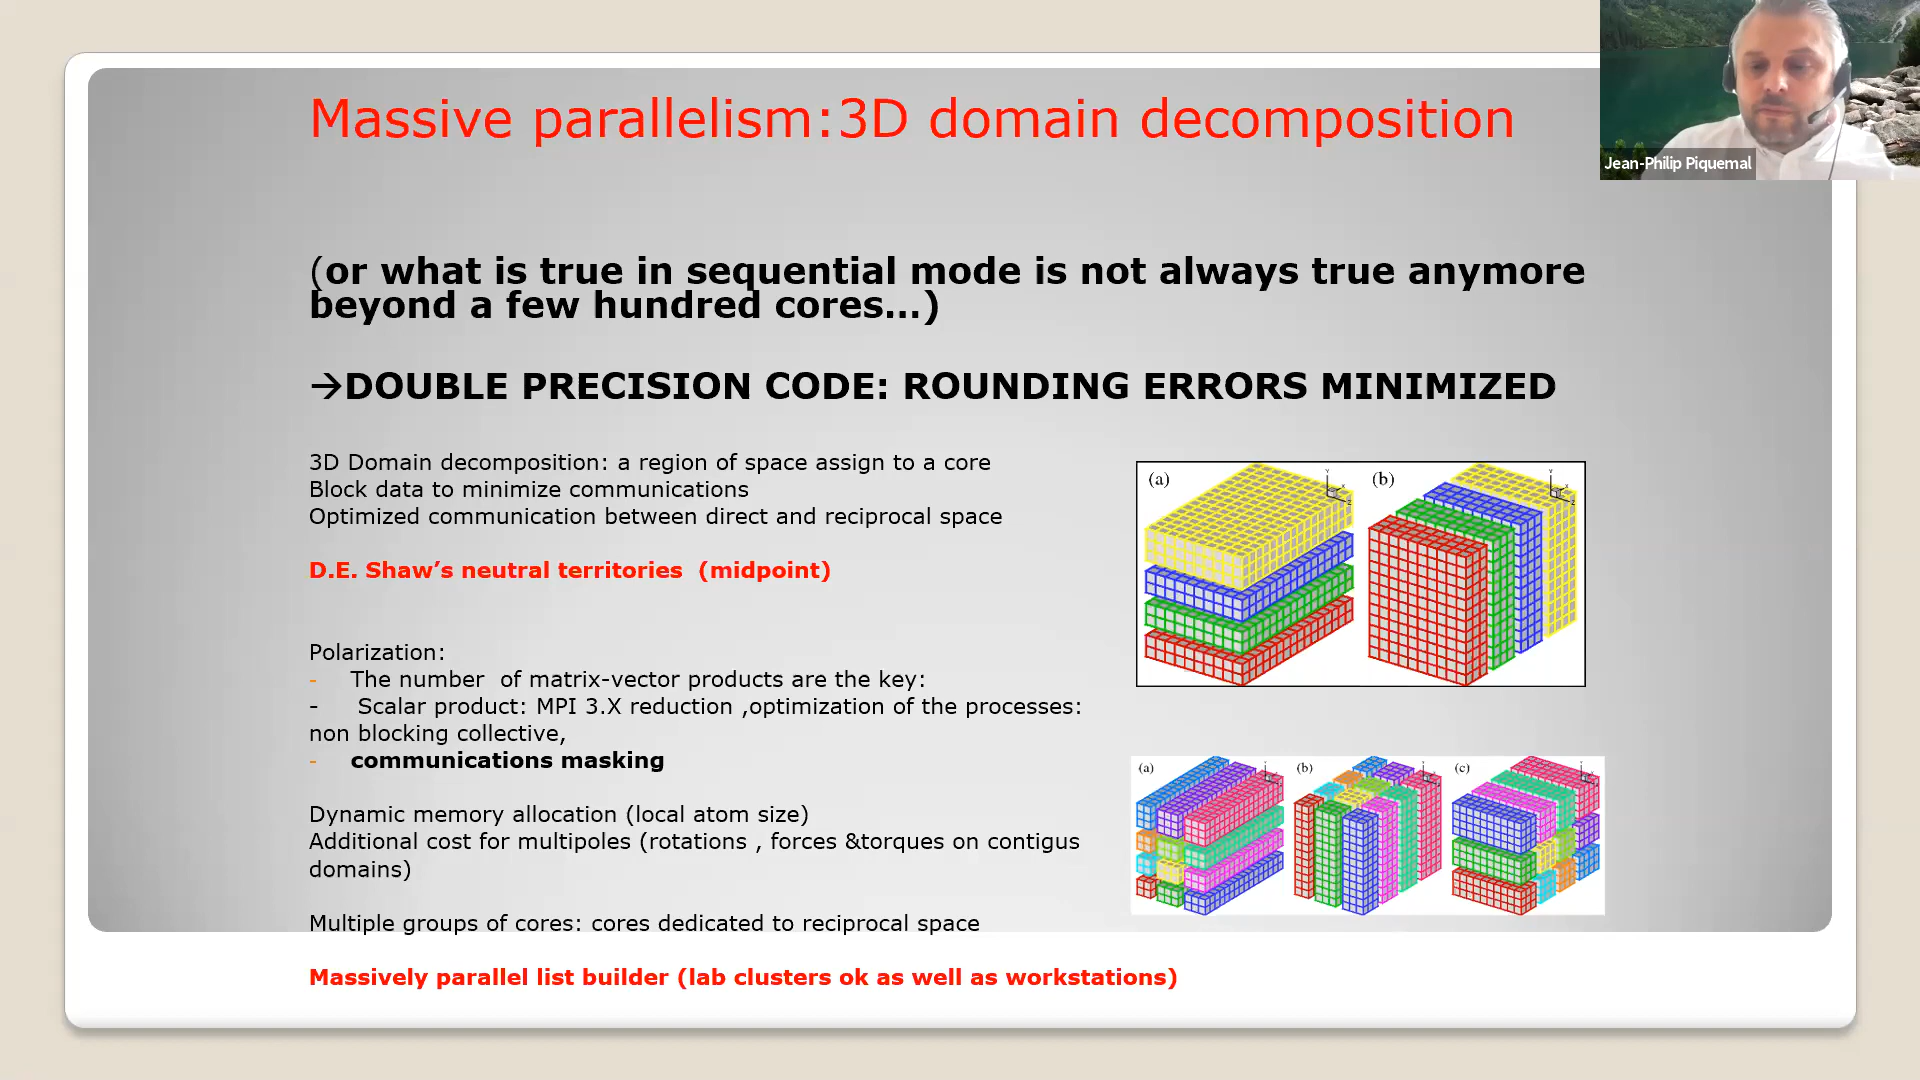 Massive parallelism:3D domain decomposition
Jean-Philip Piquemal
(or what is true in sequential mode is not always true anymore
beyond a few hundred cores…)
→DOUBLE PRECISION CODE: ROUNDING ERRORS MINIMIZED
3D Domain decomposition: a region of space assign to a core
Block data to minimize communications
Optimized communication between direct and reciprocal space
D.E. Shaw’s neutral territories (midpoint)
(a)
(b)
Polarization:
- The number of matrix-vector products are the key:
- Scalar product: MPI 3.X reduction ,optimization of the processes:
non blocking collective,
- communications masking
(a)
(b)
(c)
Dynamic memory allocation (local atom size)
Additional cost for multipoles (rotations , forces &torques on contigus
domains)
Multiple groups of cores: cores dedicated to reciprocal space
Massively parallel list builder (lab clusters ok as well as workstations)